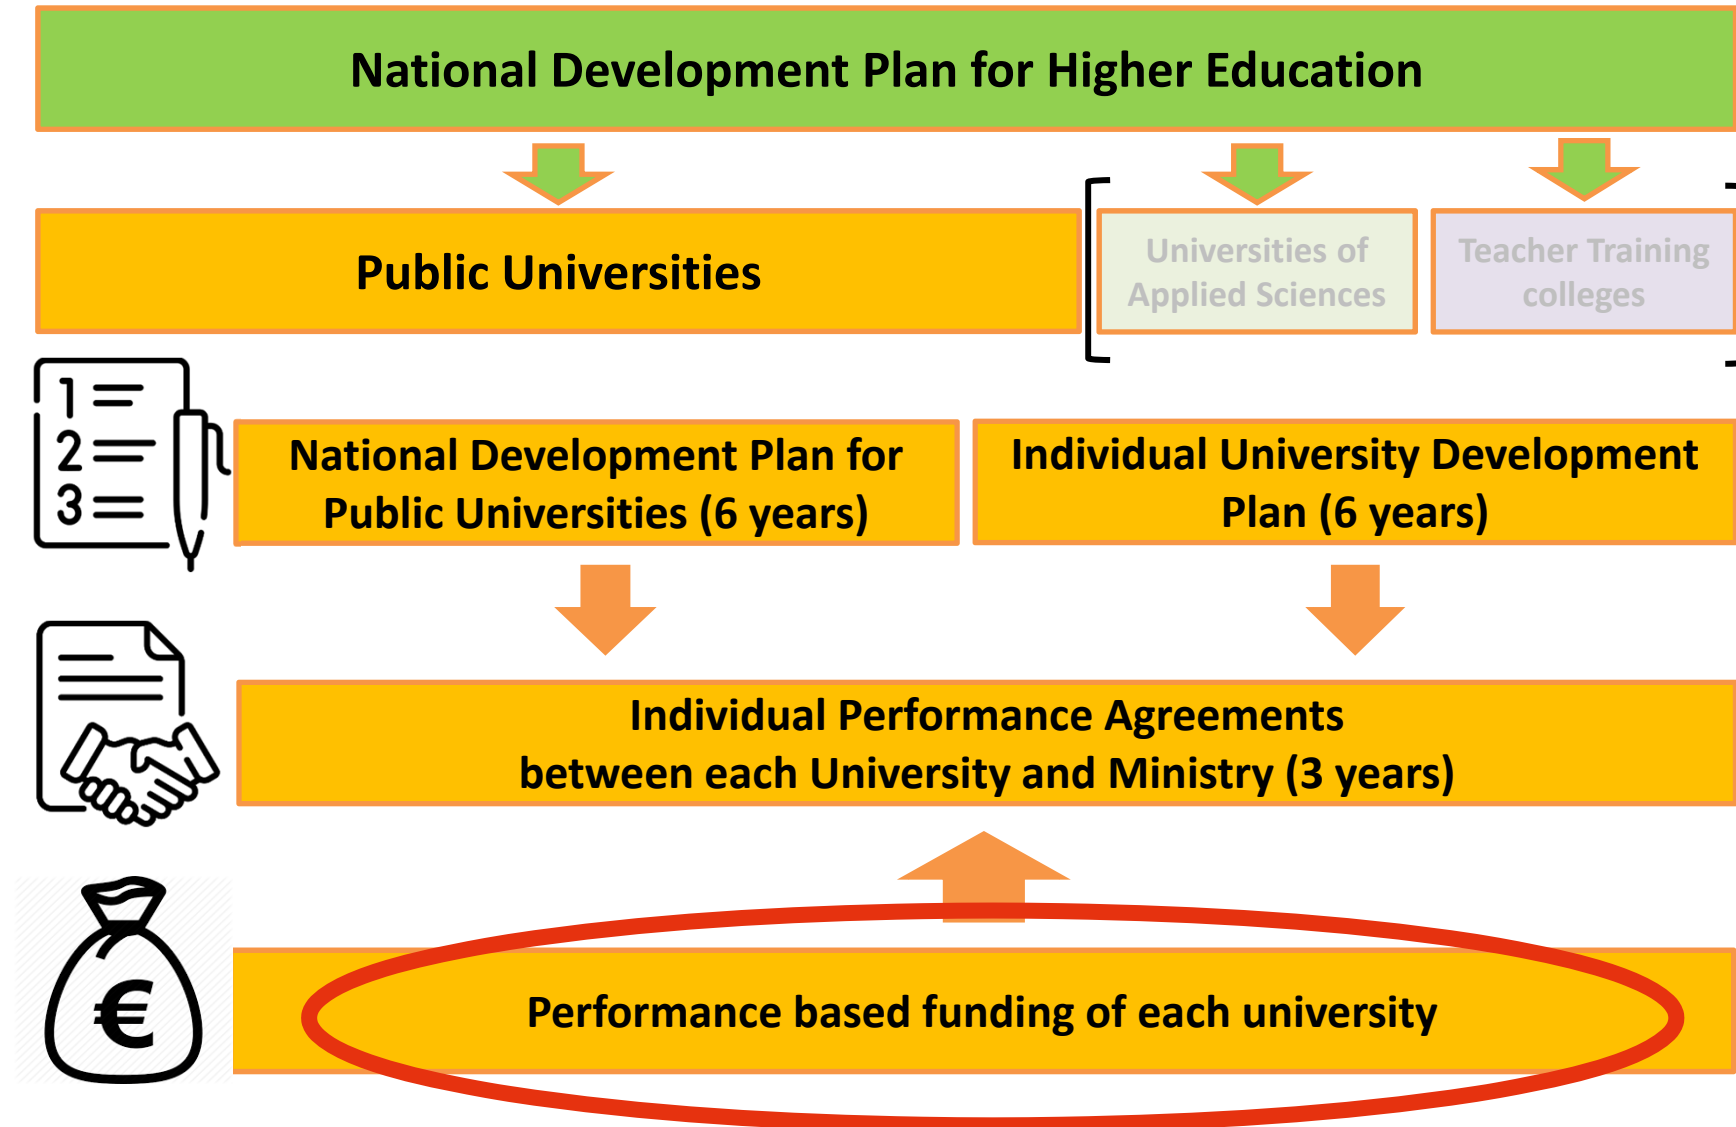 National Development Plan for Higher Education
Public Universities
Universities of
Applied Sciences
Teacher Training
colleges
1
2
3
National Development Plan for
Public Universities (6 years)
Individual University Development
Plan (6 years)
Individual Performance Agreements
between each University and Ministry (3 years)
€
Performance based funding of each university